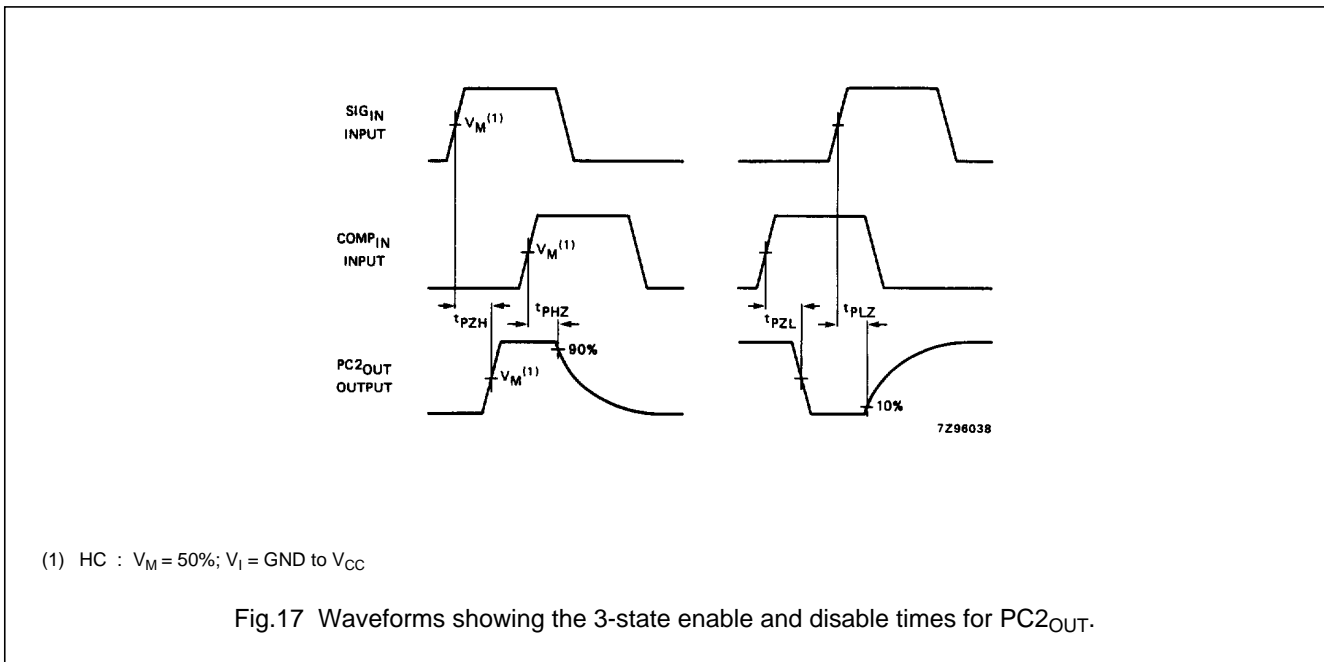 SIG_IN
INPUT
V_M^(1)
COMP_IN
INPUT
V_M^(1)
t_PZH
t_PHZ
t_PZL
t_PLZ
PC2_OUT
OUTPUT
V_M^(1)
90%
10%
7Z96038
(1) HC : V_M = 50%; V_I = GND to V_CC
Fig.17 Waveforms showing the 3-state enable and disable times for PC2_OUT.